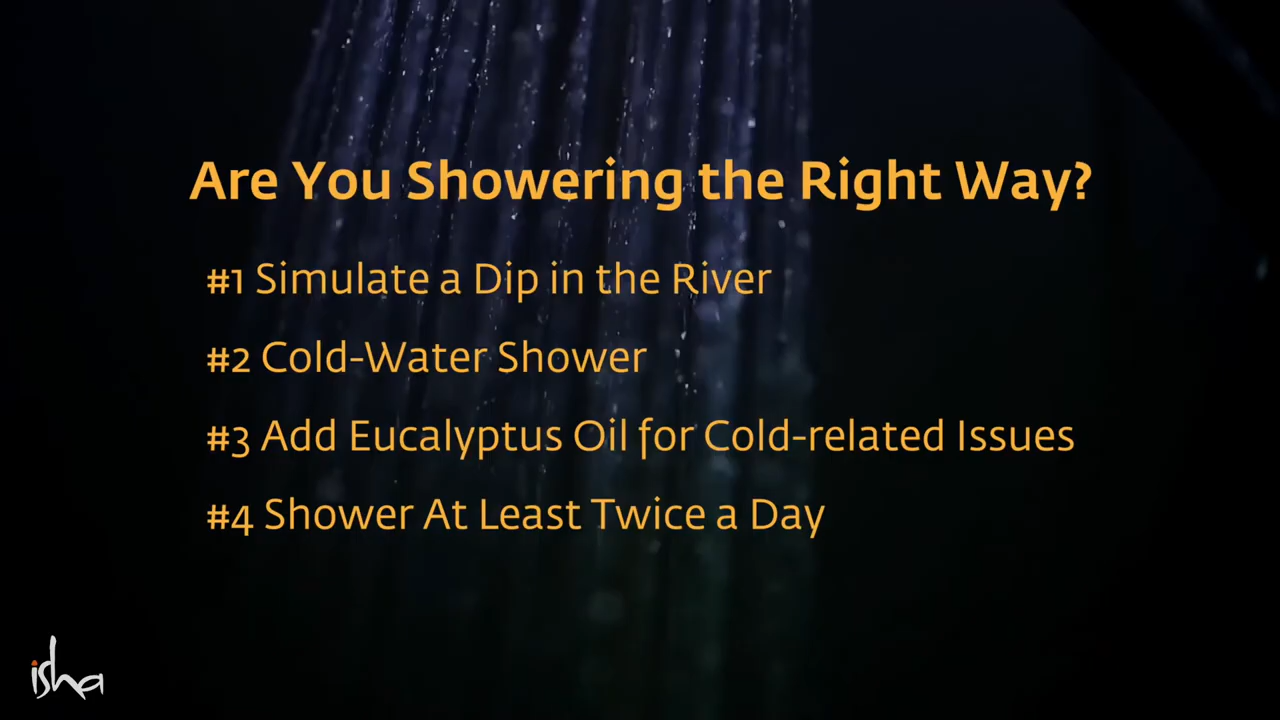 Are You Showering the Right Way?
#1 Simulate a Dip in the River
#2 Cold-Water Shower
#3 Add Eucalyptus Oil for Cold-related Issues
#4 Shower At Least Twice a Day
isha